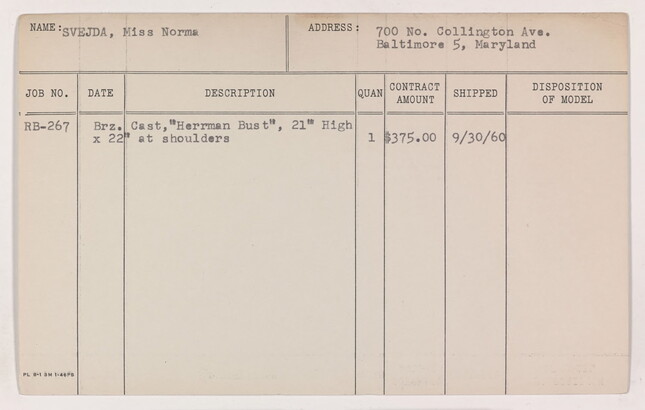 NAME: SVEJDA, Miss Norma ADDRESS: 700 No. Collington Ave.
Baltimore 5, Maryland
JOB NO. DATE DESCRIPTION QUAN CONTRACT AMOUNT SHIPPED DISPOSITION OF MODEL
RB-267 Brz. Cast,"Herrman Bust", 21" High
x 22" at shoulders 1 $375.00 9/30/60